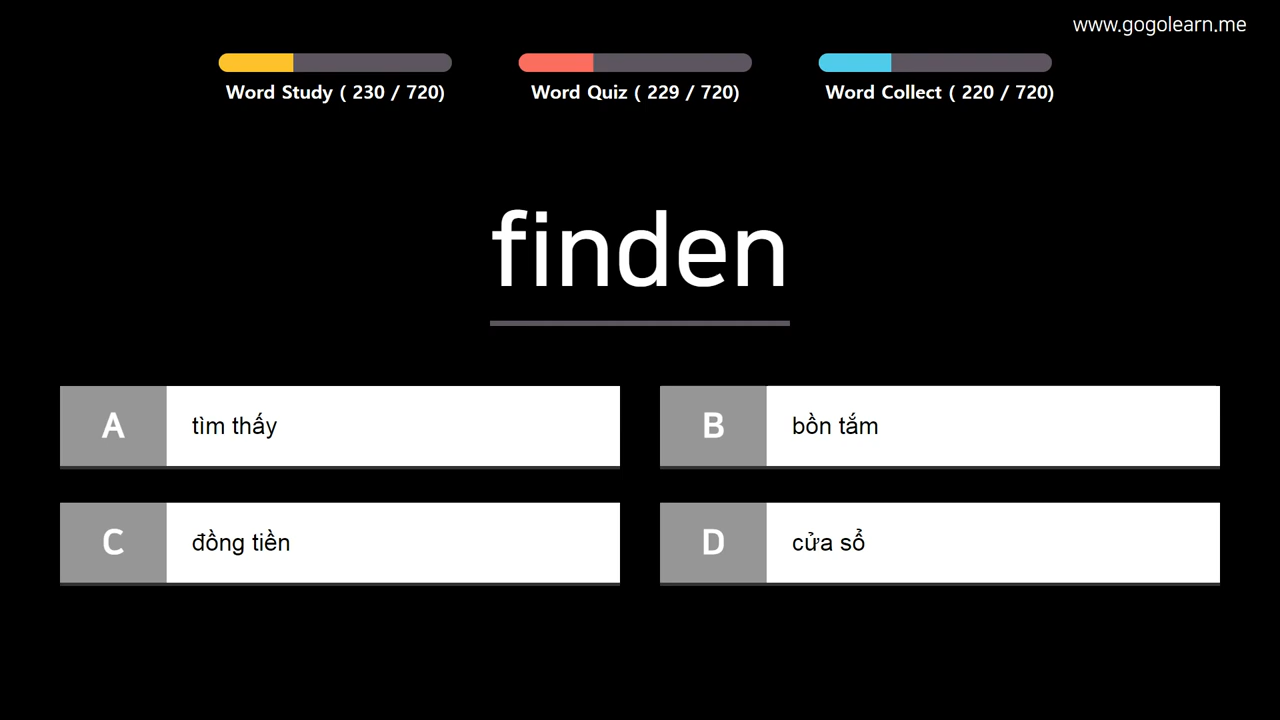 www.gogolearn.me
Word Study ( 230 / 720)
Word Quiz ( 229 / 720)
Word Collect ( 220 / 720)
finden
A
tìm thấy
B
bồn tắm
C
đồng tiền
D
cửa sổ